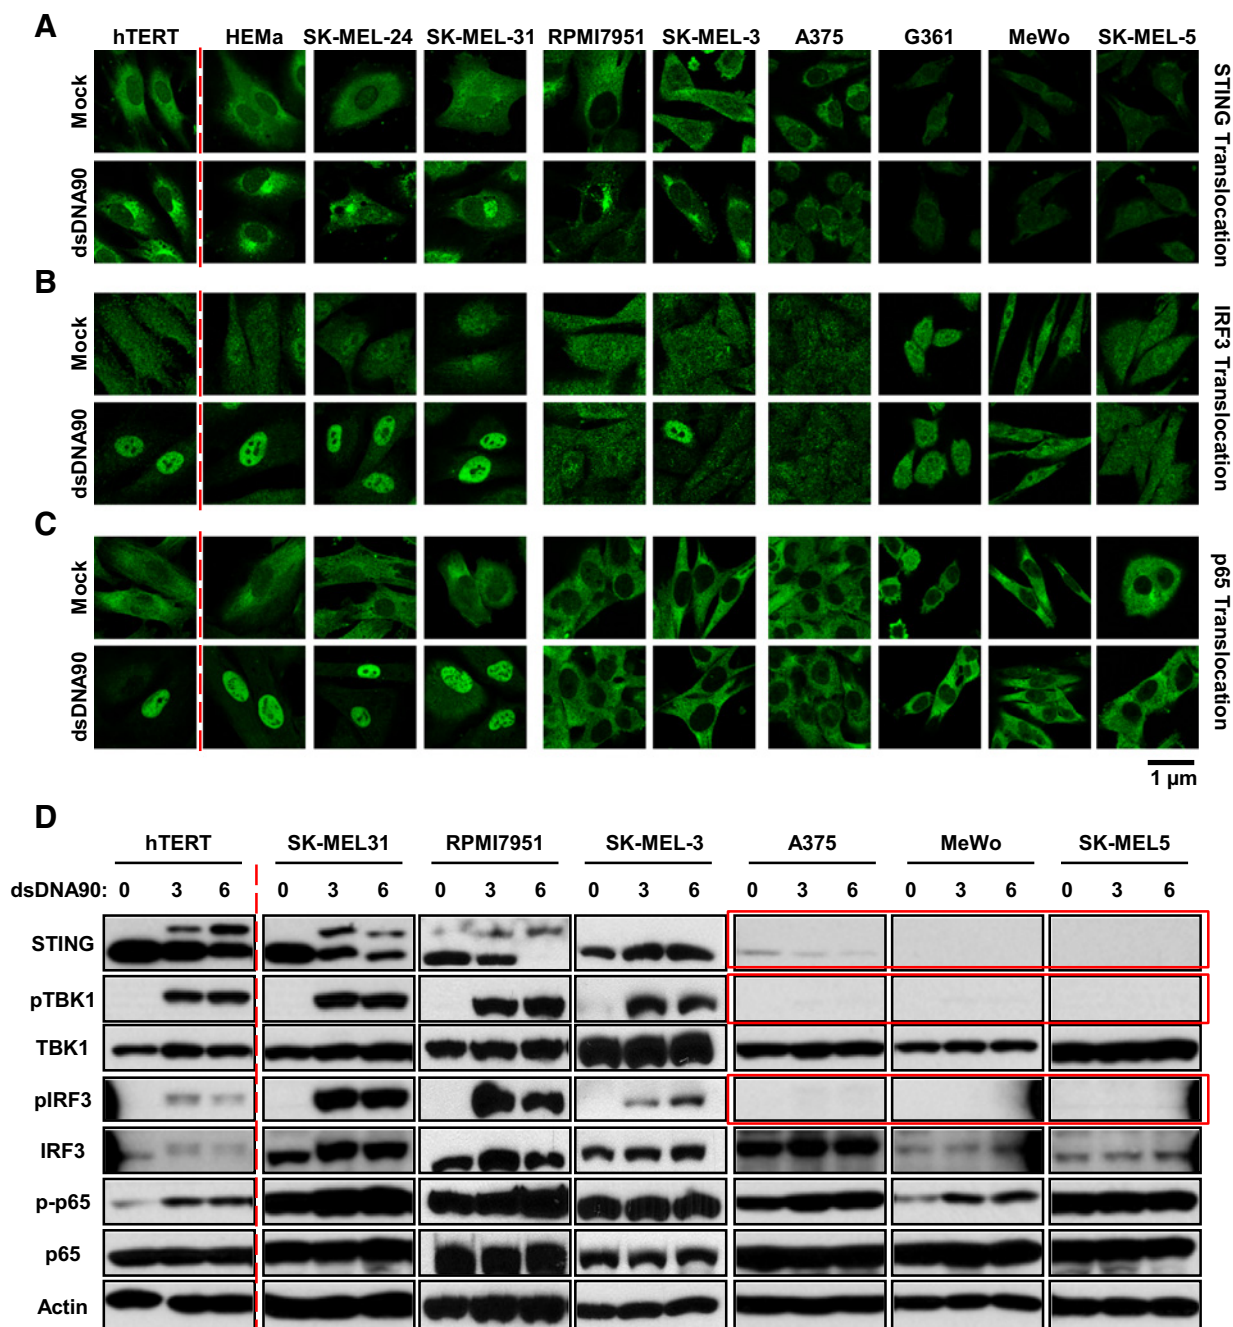 A
hTERT HEMa SK-MEL-24 SK-MEL-31 RPMI7951 SK-MEL-3 A375 G361 MeWo SK-MEL-5
Mock
dsDNA90
STING Translocation
B
Mock
dsDNA90
IRF3 Translocation
C
Mock
dsDNA90
p65 Translocation
1 μm
D
hTERT SK-MEL31 RPMI7951 SK-MEL-3 A375 MeWo SK-MEL5
dsDNA90: 0 3 6 0 3 6 0 3 6 0 3 6 0 3 6 0 3 6 0 3 6
STING
pTBK1
TBK1
pIRF3
IRF3
p-p65
p65
Actin